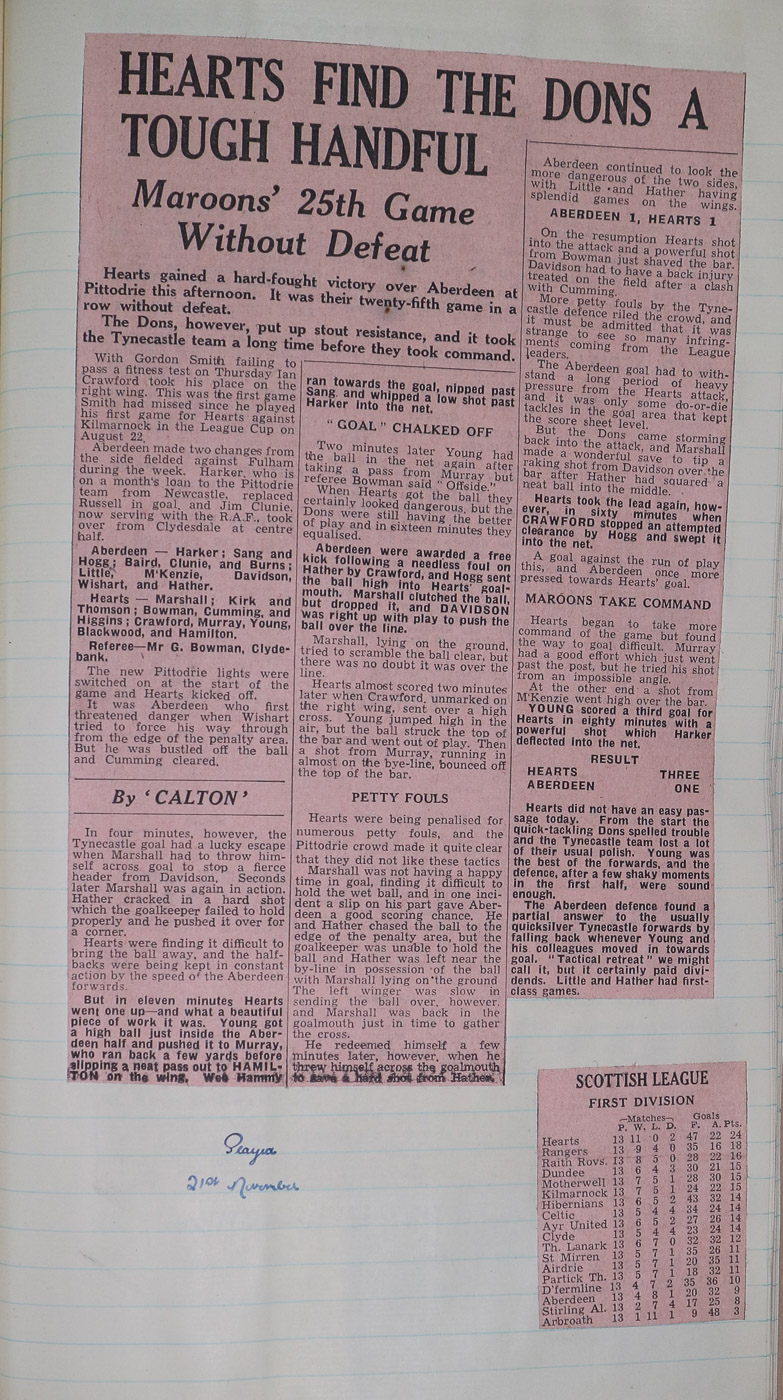 HEARTS FIND THE DONS A
TOUGH HANDFUL
Maroons' 25th Game
Without Defeat
Hearts gained a hard-fought victory over Aberdeen at
Pittodrie this afternoon. It was their twenty-fifth game in a
row without defeat.
The Dons, however, put up stout resistance, and it took
the Tynecastle team a long time before they took command.
With Gordon Smith failing to
pass a fitness test on Thursday Ian
Crawford took his place on the
right wing. This was the first game
Smith had missed since he played
his first game for Hearts against
Kilmarnock in the League Cup on
August 22.
Aberdeen made two changes from
the side fielded against Fulham
during the week. Harker, who is
on a month's loan to the Pittodrie
team from Newcastle, replaced
Russell in goal, and Jim Clunie,
now serving with the R.A.F., took
over from Clydesdale at centre
half.
Aberdeen — Harker; Sang and
Hogg; Baird, Clunie, and Burns;
Little, M'Kenzie, Davidson,
Wishart, and Hather.
Hearts — Marshall; Kirk and
Thomson; Bowman, Cumming, and
Higgins; Crawford, Murray, Young,
Blackwood, and Hamilton.
Referee—Mr G. Bowman, Clyde-
bank.
The new Pittodrie lights were
switched on at the start of the
game and Hearts kicked off.
It was Aberdeen who first
threatened danger when Wishart
tried to force his way through
from the edge of the penalty area.
But he was bustled off the ball
and Cumming cleared.
By 'CALTON'
In four minutes, however, the
Tynecastle goal had a lucky escape
when Marshall had to throw him-
self across goal to stop a fierce
header from Davidson. Seconds
later Marshall was again in action.
Hather cracked in a hard shot
which the goalkeeper failed to hold
properly and he pushed it over for
a corner.
Hearts were finding it difficult to
bring the ball away, and the half-
backs were being kept in constant
action by the speed of the Aberdeen
forwards.
But in eleven minutes Hearts
went one up—and what a beautiful
piece of work it was. Young got
a high ball just inside the Aber-
deen half and pushed it to Murray,
who ran back a few yards before
slipping a neat pass out to HAMIL-
TON on the wing. Wee Hammy
ran towards the goal, nipped past
Sang and whipped a low shot past
Harker into the net.
"GOAL" CHALKED OFF
Two minutes later Young had
the ball in the net again after
taking a pass from Murray but
referee Bowman said "Offside."
When Hearts got the ball they
certainly looked dangerous, but the
Dons were still having the better
of play and in sixteen minutes they
equalised.
Aberdeen were awarded a free
kick following a needless foul on
Hather by Crawford, and Hogg sent
the ball high into Hearts' goal-
mouth. Marshall clutched the ball,
but dropped it, and DAVIDSON
was right up with play to push the
ball over the line.
Marshall, lying on the ground,
tried to scramble the ball clear, but
there was no doubt it was over the
line.
Hearts almost scored two minutes
later when Crawford, unmarked on
the right wing, sent over a high
cross. Young jumped high in the
air, but the ball struck the top of
the bar and went out of play. Then
a shot from Murray, running in
almost on the bye-line, bounced off
the top of the bar.
PETTY FOULS
Hearts were being penalised for
numerous petty fouls, and the
Pittodrie crowd made it quite clear
that they did not like these tactics
Marshall was not having a happy
time in goal, finding it difficult to
hold the wet ball, and in one inci-
dent a slip on his part gave Aber-
deen a good scoring chance. He
and Hather chased the ball to the
edge of the penalty area, but the
goalkeeper was unable to hold the
ball and Hather was left near the
by-line in possession of the ball
with Marshall lying on the ground
The left winger was slow in
sending the ball over, however,
and Marshall was back in the
goalmouth just in time to gather
the cross.
He redeemed himself a few
minutes later, however, when he
threw himself across the goalmouth
to save a hard shot from Hather.
Aberdeen continued to look the
more dangerous of the two sides,
with Little and Hather having
splendid games on the wings.
ABERDEEN 1, HEARTS 1
On the resumption Hearts shot
into the attack and a powerful shot
from Bowman just shaved the bar.
Davidson had to have a back injury
treated on the field after a clash
with Cumming.
More petty fouls by the Tyne-
castle defence riled the crowd, and
it must be admitted that it was
strange to see so many infring-
ments coming from the League
leaders.
The Aberdeen goal had to with-
stand a long period of heavy
pressure from the Hearts attack,
and it was only some do-or-die
tackles in the goal area that kept
the score sheet level.
But the Dons came storming
back into the attack, and Marshall
made a wonderful save to tip a
raking shot from Davidson over the
bar after Hather had squared a
neat ball into the middle.
Hearts took the lead again, how-
ever, in sixty minutes when
CRAWFORD stopped an attempted
clearance by Hogg and swept it
into the net.
A goal against the run of play
this, and Aberdeen once more
pressed towards Hearts' goal.
MAROONS TAKE COMMAND
Hearts began to take more
command of the game but found
the way to goal difficult. Murray
had a good effort which just went
past the post, but he tried his shot
from an impossible angle.
At the other end a shot from
M'Kenzie went high over the bar.
YOUNG scored a third goal for
Hearts in eighty minutes with a
powerful shot which Harker
deflected into the net.
RESULT
HEARTS THREE
ABERDEEN ONE
Hearts did not have an easy pas-
sage today. From the start the
quick-tackling Dons spelled trouble
and the Tynecastle team lost a lot
of their usual polish. Young was
the best of the forwards, and the
defence, after a few shaky moments
in the first half, were sound
enough.
The Aberdeen defence found a
partial answer to the usually
quicksilver Tynecastle forwards by
falling back whenever Young and
his colleagues moved in towards
goal. "Tactical retreat" we might
call it, but it certainly paid divi-
dends. Little and Hather had first-
class games.
SCOTTISH LEAGUE
FIRST DIVISION
—Matches— Goals
P. W. L. D. F. A. Pts.
Hearts 13 11 0 2 47 22 24
Rangers 13 9 4 0 35 16 18
Raith Rovs. 13 8 5 0 28 22 16
Dundee 13 6 4 3 30 21 15
Motherwell 13 7 5 1 28 30 15
Kilmarnock 13 7 5 1 24 22 15
Hibernians 13 6 5 2 43 32 14
Celtic 13 5 4 4 34 24 14
Ayr United 13 6 5 2 27 26 14
Clyde 13 5 4 4 23 24 14
Th. Lanark 13 6 7 0 32 32 12
St Mirren 13 5 7 1 35 26 11
Airdrie 13 5 7 1 20 35 11
Partick Th. 13 5 7 1 18 32 11
D'fermline 13 4 7 2 35 36 10
Aberdeen 13 4 8 1 20 32 9
Stirling Al. 13 2 7 4 17 25 8
Arbroath 13 1 11 1 9 48 3
Played
21st November